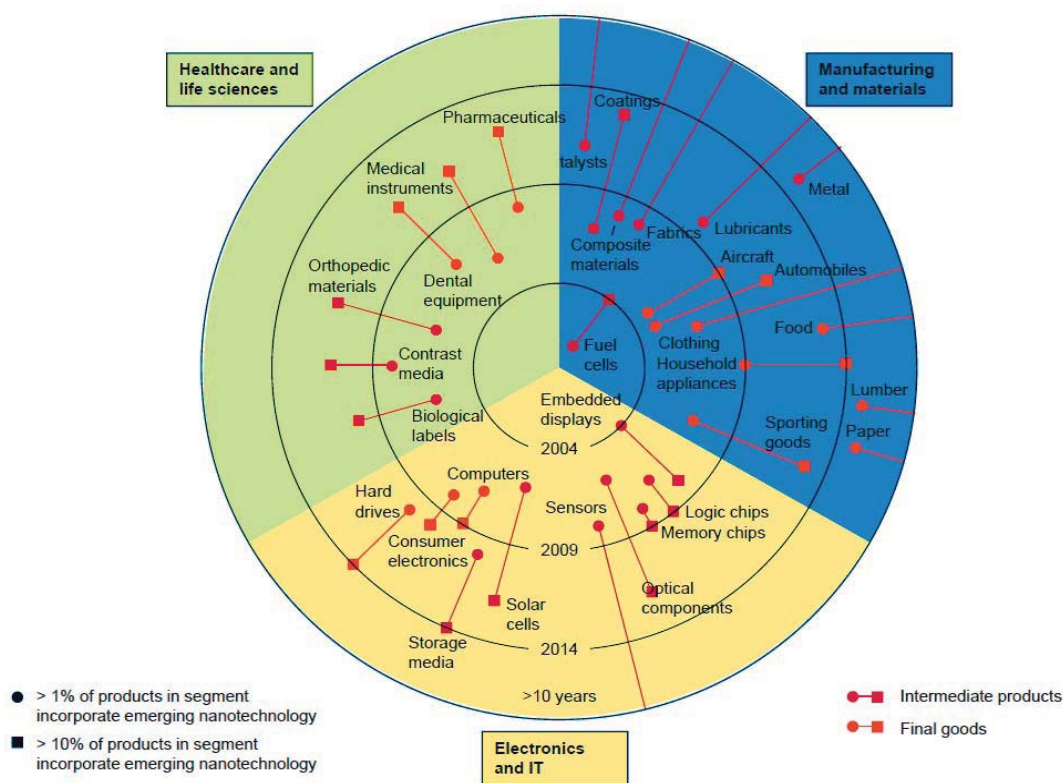 Healthcare and
life sciences
Manufacturing
and materials
Coatings
Pharmaceuticals
talysts
Medical
instruments
Metal
Lubricants
Fabrics
Composite
materials
Aircraft
Automobiles
Orthopedic
materials
Dental
equipment
Food
Clothing
Fuel
cells
Household
appliances
Contrast
media
Lumber
Biological
labels
Embedded
displays
Sporting
goods
Paper
2004
Computers
Hard
drives
Sensors
Logic chips
Memory chips
Consumer
electronics
2009
Optical
components
Solar
cells
Storage
media
2014
>10 years
> 1% of products in segment
incorporate emerging nanotechnology
> 10% of products in segment
incorporate emerging nanotechnology
Intermediate products
Final goods
Electronics
and IT